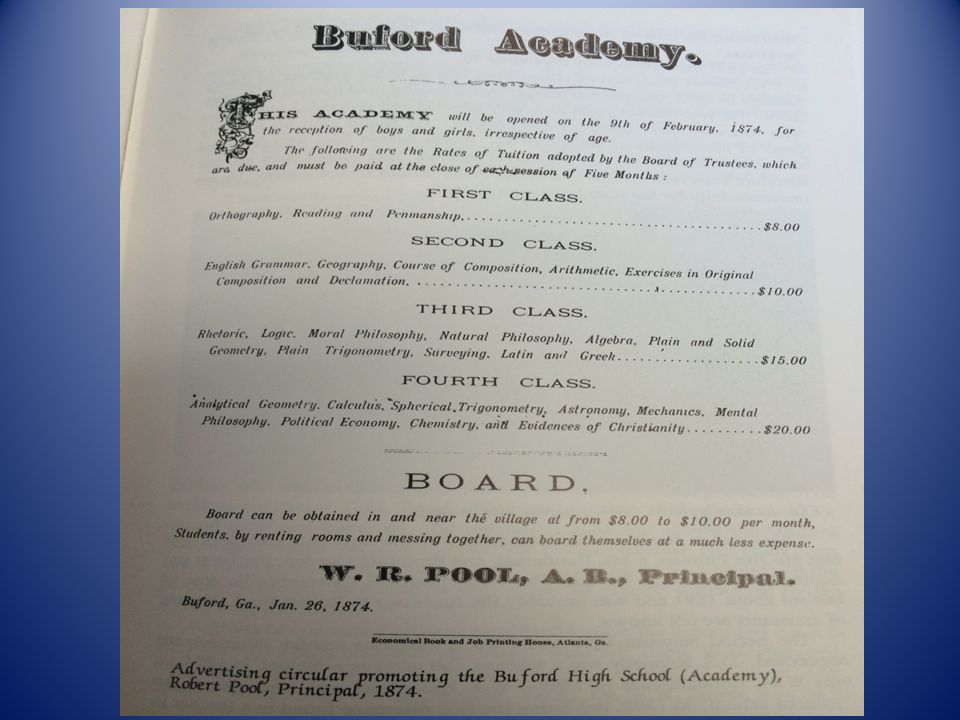 Buford Academy.
THIS ACADEMY will be opened on the 9th of February, 1874, for
the reception of boys and girls, irrespective of age.
The following are the Rates of Tuition adopted by the Board of Trustees, which
are due, and must be paid at the close of each session of Five Months :
FIRST CLASS.
Orthography, Reading and Penmanship,........................................$8.00
SECOND CLASS.
English Grammar, Geography, Course of Composition, Arithmetic, Exercises in Original
Composition and Declamation, ..............................................$10.00
THIRD CLASS.
Rhetoric, Logic, Moral Philosophy, Natural Philosophy, Algebra, Plain and Solid
Geometry, Plain Trigonometry, Surveying, Latin and Greek...................$15.00
FOURTH CLASS.
Analytical Geometry, Calculus, Spherical Trigonometry, Astronomy, Mechanics, Mental
Philosophy, Political Economy, Chemistry, and Evidences of Christianity..........$20.00
BOARD.
Board can be obtained in and near the village at from $8.00 to $10.00 per month,
Students, by renting rooms and messing together, can board themselves at a much less expense.
W. R. POOL, A. B., Principal.
Buford, Ga., Jan. 26, 1874.
Economical Book and Job Printing House, Atlanta, Ga.
Advertising circular promoting the Buford High School (Academy),
Robert Pool, Principal, 1874.